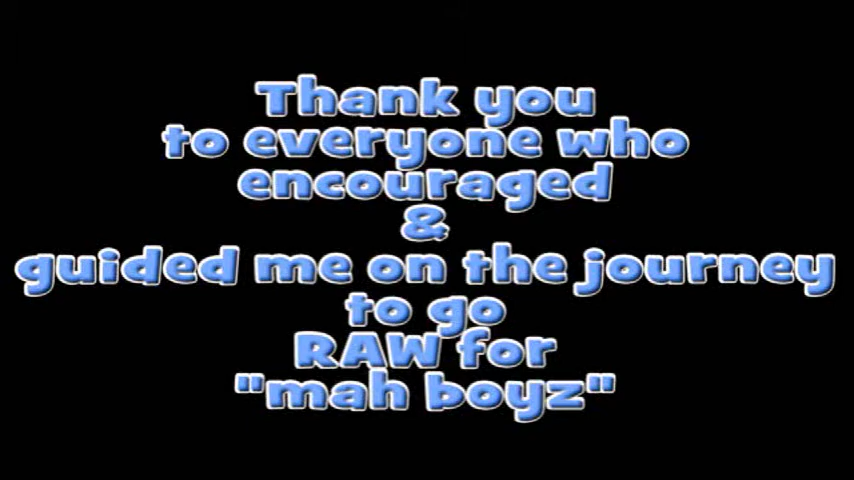 Thank you
to everyone who
encouraged
&
guided me on the journey
to go
RAW for
"mah boyz"